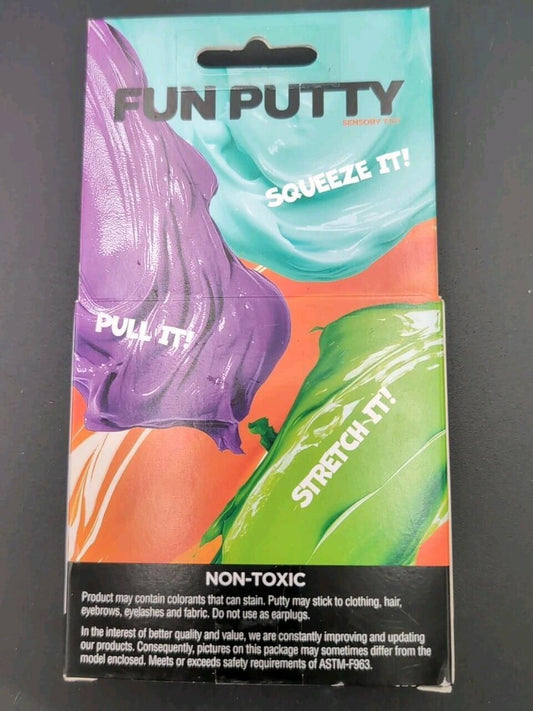 FUN PUTTY
SENSORY
SQUEEZE IT!
PULL IT!
STRETCH IT!
NON-TOXIC
Product may contain colorants that can stain. Putty may stick to clothing, hair,
eyebrows, eyelashes and fabric. Do not use as earplugs.
In the interest of better quality and value, we are constantly improving and updating
our products. Consequently, pictures on this package may sometimes differ from the
model enclosed. Meets or exceeds safety requirements of ASTM-F963.